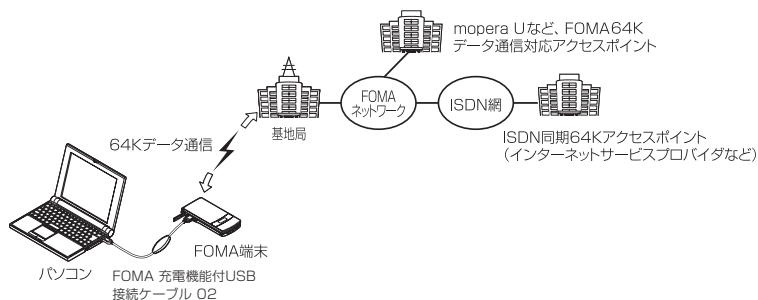 mopera Uなど、FOMA64K
データ通信対応アクセスポイント
FOMA
ネットワーク
ISDN網
基地局
ISDN同期64Kアクセスポイント
（インターネットサービスプロバイダなど）
64Kデータ通信
FOMA端末
パソコン
FOMA 充電機能付USB
接続ケーブル 02